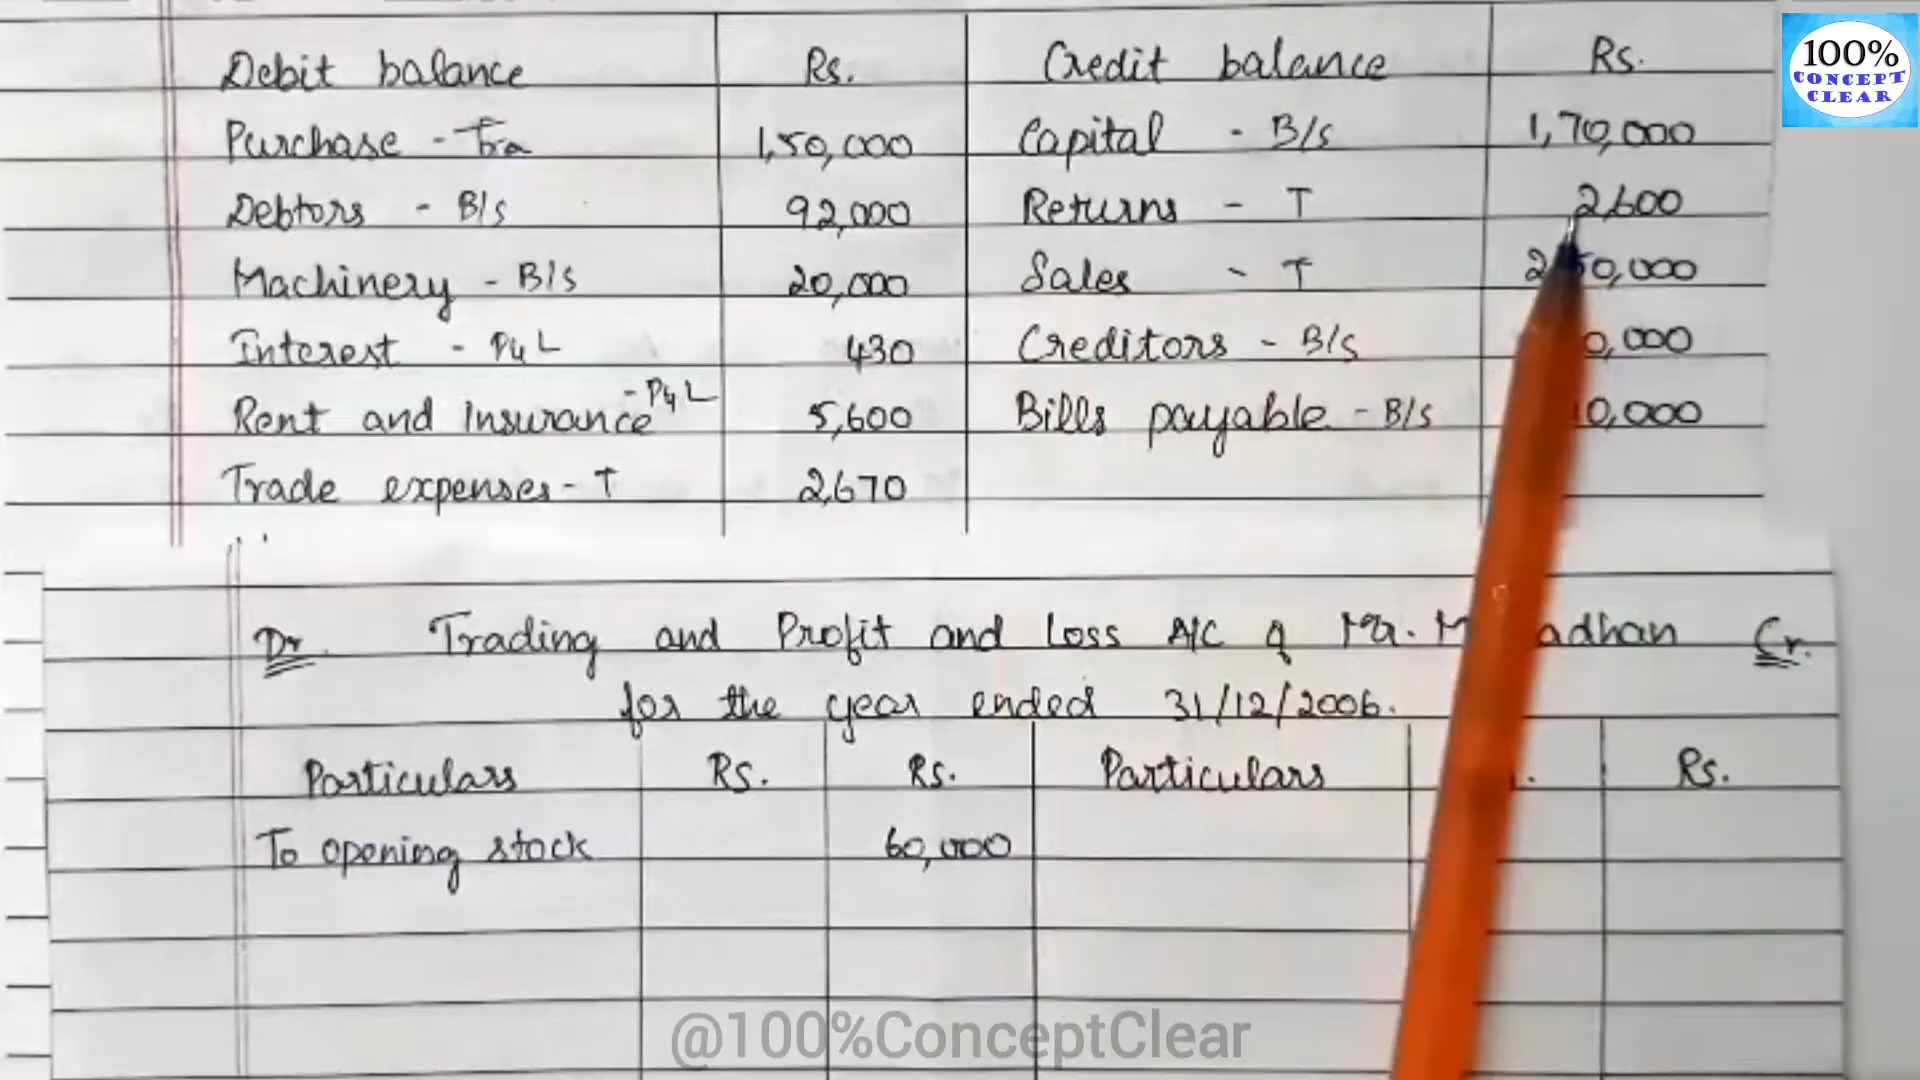 100%
CONCEPT
CLEAR
Debit balance Rs. Credit balance Rs.
Purchase - Tra 1,50,000 Capital - B/s 1,70,000
Debtors - B/s 92,000 Returns - T 2,600
Machinery - B/s 20,000 Sales - T
Interest - P&L 430 Creditors - B/s
Rent and insurance - P&L 5,600 Bills payable - B/s
Trade expenses - T 2,670
Dr. Trading and Profit and Loss A/C of Mr. Cr.
for the year ended 31/12/2006.
Particulars Rs. Rs. Particulars Rs.
To opening stock 60,000
@100%ConceptClear